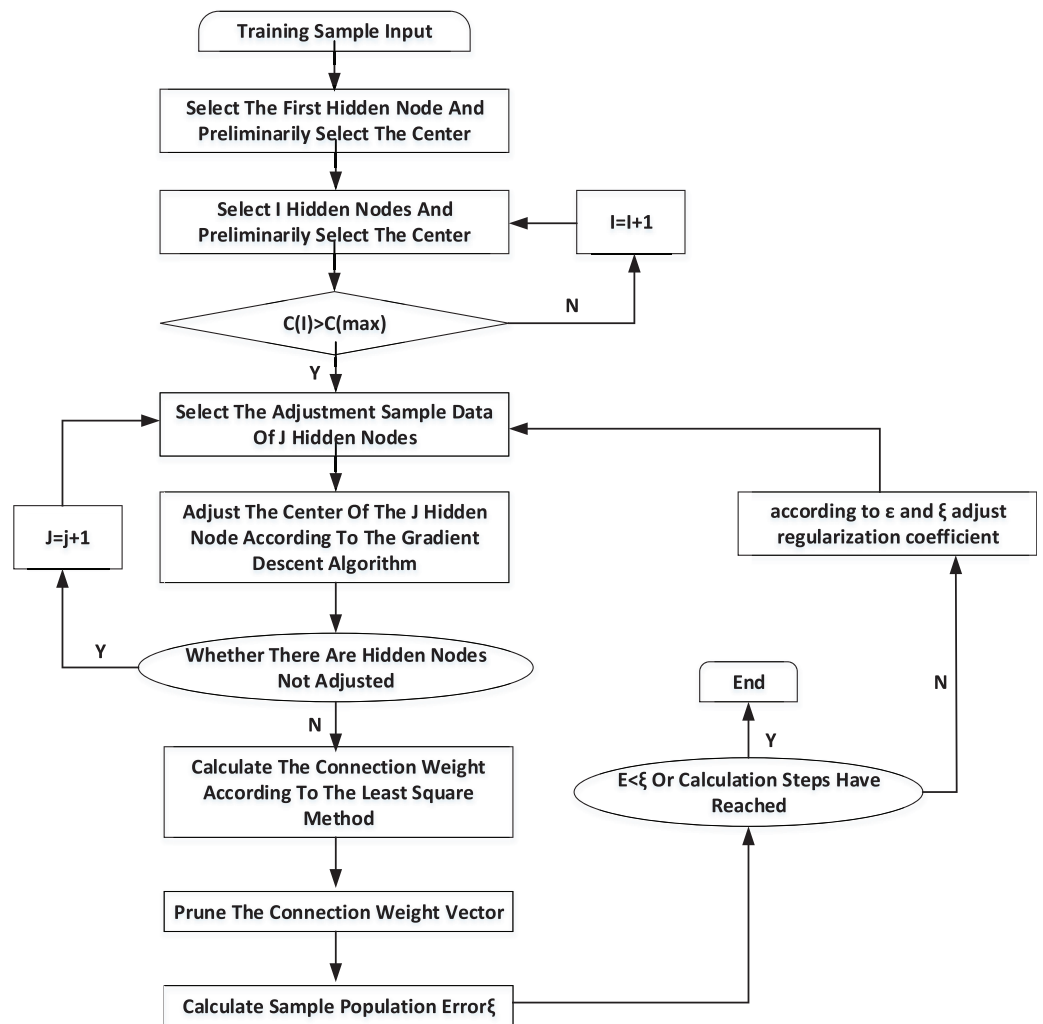 Training Sample Input
Select The First Hidden Node And
Preliminarily Select The Center
Select I Hidden Nodes And
Preliminarily Select The Center
I=I+1
C(I)>C(max)
N
Y
Select The Adjustment Sample Data
Of J Hidden Nodes
Adjust The Center Of The J Hidden
Node According To The Gradient
Descent Algorithm
J=j+1
according to ε and ξ adjust
regularization coefficient
Whether There Are Hidden Nodes
Not Adjusted
Y
N
Calculate The Connection Weight
According To The Least Square
Method
Prune The Connection Weight Vector
Calculate Sample Population Errorξ
E<ξ Or Calculation Steps Have
Reached
Y
End
N